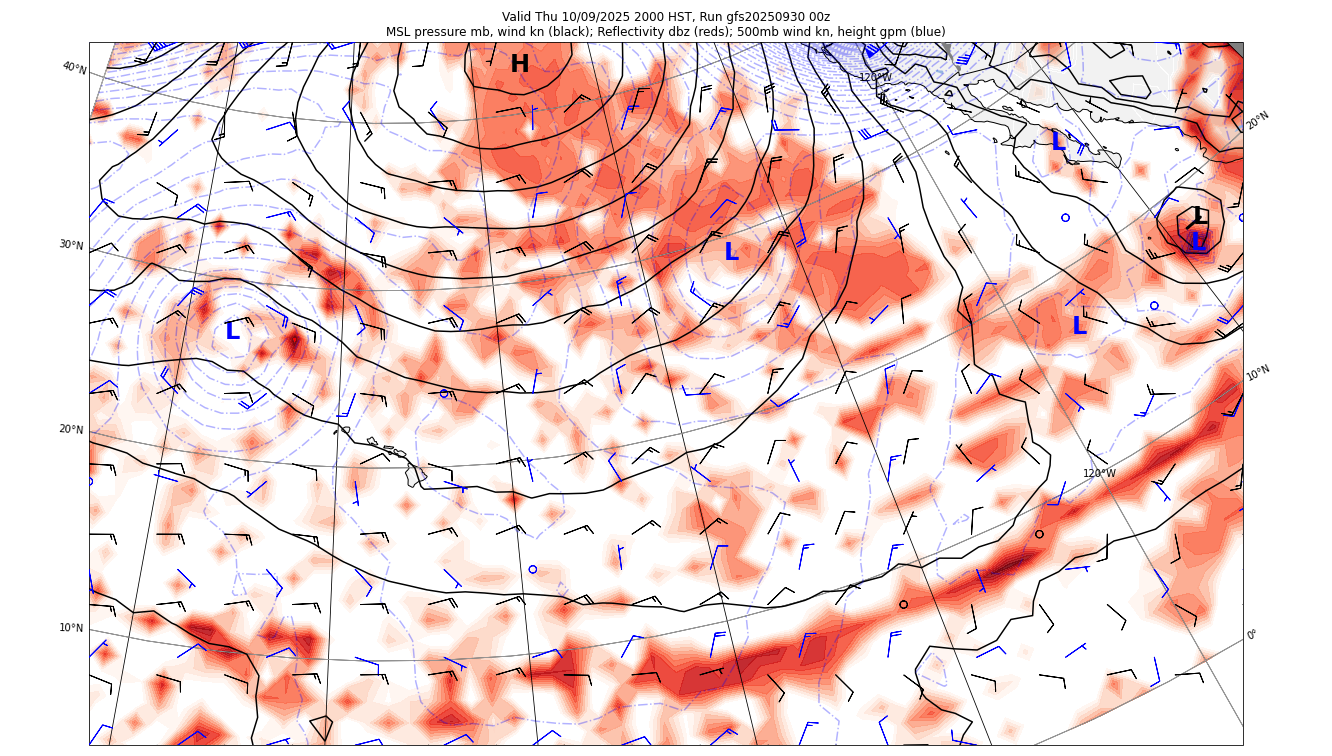 Valid Thu 10/09/2025 2000 HST, Run gfs20250930 00z
MSL pressure mb, wind kn (black); Reflectivity dbz (reds); 500mb wind kn, height gpm (blue)
40°N
H
120°W
20°N
L
L
L
30°N
L
L
L
10°N
20°N
120°W
10°N
0°